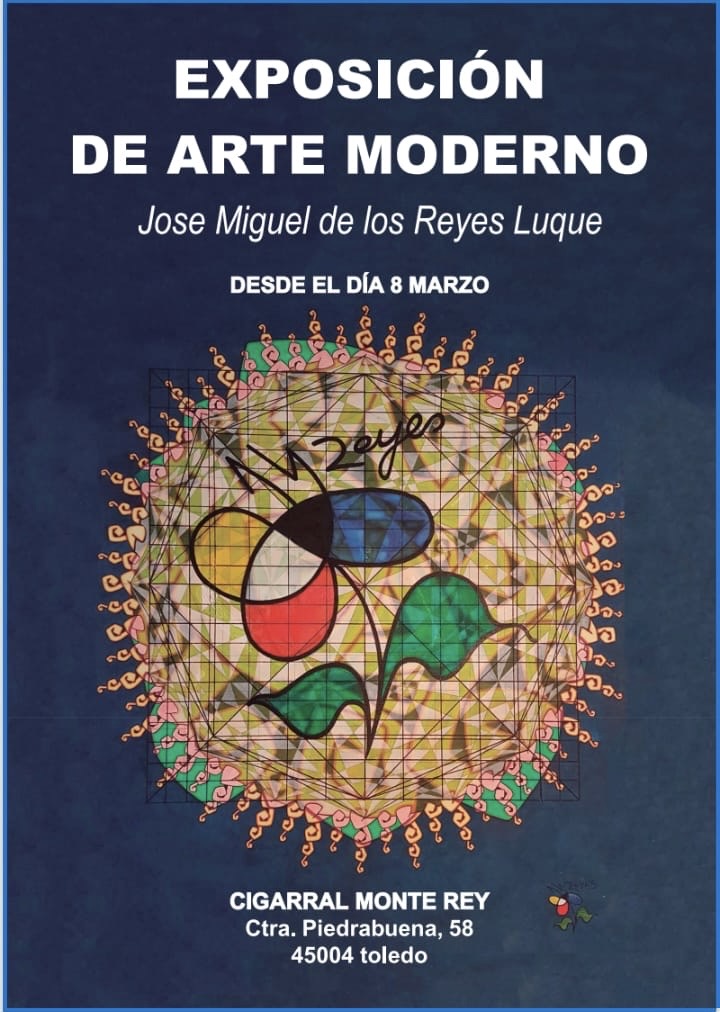 EXPOSICIÓN
DE ARTE MODERNO
Jose Miguel de los Reyes Luque
DESDE EL DÍA 8 MARZO
CIGARRAL MONTE REY
Ctra. Piedrabuena, 58
45004 toledo